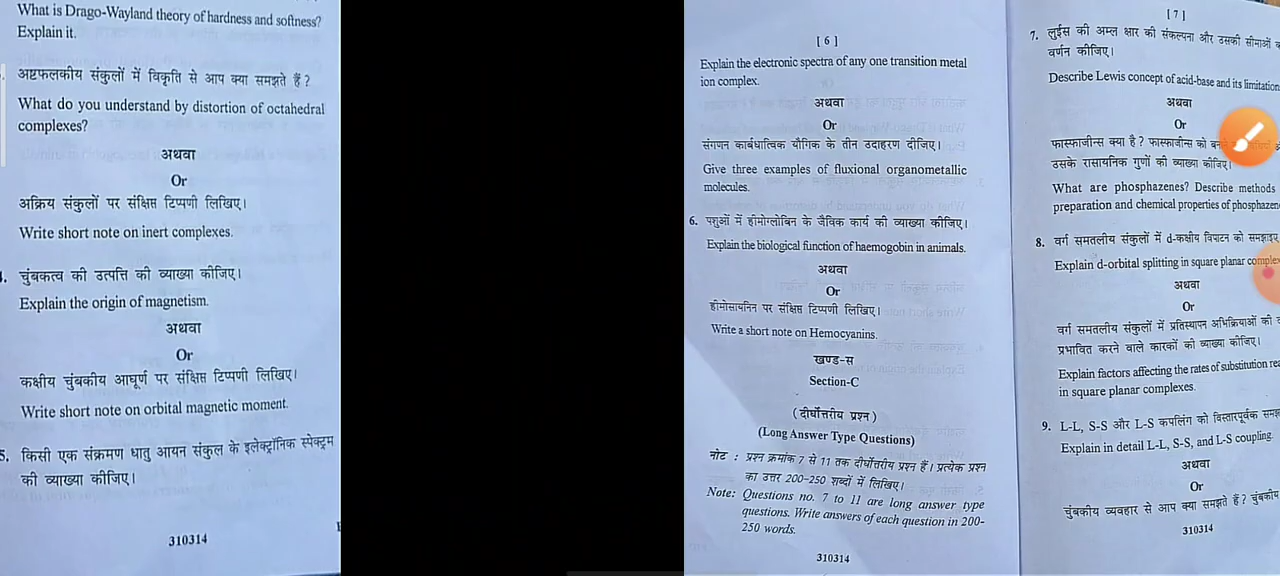 What is Drago-Wayland theory of hardness and softness?
Explain it.
अष्टफलकीय संकुलों में विकृति से आप क्या समझते हैं ?
What do you understand by distortion of octahedral
complexes?
अथवा
Or
अक्रिय संकुलों पर संक्षिप्त टिप्पणी लिखिए।
Write short note on inert complexes.
चुंबकत्व की उत्पत्ति की व्याख्या कीजिए।
Explain the origin of magnetism.
अथवा
Or
कक्षीय चुंबकीय आघूर्ण पर संक्षिप्त टिप्पणी लिखिए।
Write short note on orbital magnetic moment.
5. किसी एक संक्रमण धातु आयन संकुल के इलेक्ट्रॉनिक स्पेक्ट्रम
की व्याख्या कीजिए।
310314
[ 6 ]
Explain the electronic spectra of any one transition metal
ion complex.
अथवा
Or
संगणन कार्बधात्विक यौगिक के तीन उदाहरण दीजिए।
Give three examples of fluxional organometallic
molecules.
6. पशुओं में हीमोग्लोबिन के जैविक कार्य की व्याख्या कीजिए।
Explain the biological function of haemogobin in animals.
अथवा
Or
हीमोसायनिन पर संक्षिप्त टिप्पणी लिखिए।
Write a short note on Hemocyanins.
खण्ड-स
Section-C
( दीर्घोत्तरीय प्रश्न )
(Long Answer Type Questions)
नोट : प्रश्न क्रमांक 7 से 11 तक दीर्घोत्तरीय प्रश्न हैं। प्रत्येक प्रश्न
का उत्तर 200-250 शब्दों में लिखिए।
Note: Questions no. 7 to 11 are long answer type
questions. Write answers of each question in 200-
250 words.
310314
[ 7 ]
7. लुईस की अम्ल क्षार की संकल्पना और उसकी सीमाओं
वर्णन कीजिए।
Describe Lewis concept of acid-base and its limitation
अथवा
Or
फास्फाजीन्स क्या है ? फास्फाजीन्स को
उसके रासायनिक गुणों की व्याख्या कीजिए।
What are phosphazenes? Describe methods
preparation and chemical properties of phosphazen
8. वर्ग समतलीय संकुलों में d-कक्षीय विपाटन को समझाइए
Explain d-orbital splitting in square planar complex
अथवा
Or
वर्ग समतलीय संकुलों में प्रतिस्थापन अभिक्रियाओं की
प्रभावित करने वाले कारकों की व्याख्या कीजिए।
Explain factors affecting the rates of substitution rea
in square planar complexes.
9. L-L, S-S और L-S कपलिंग को विस्तारपूर्वक
Explain in detail L-L, S-S, and L-S coupling.
अथवा
Or
चुंबकीय व्यवहार से आप क्या समझते हैं ? चुंबकीय
310314